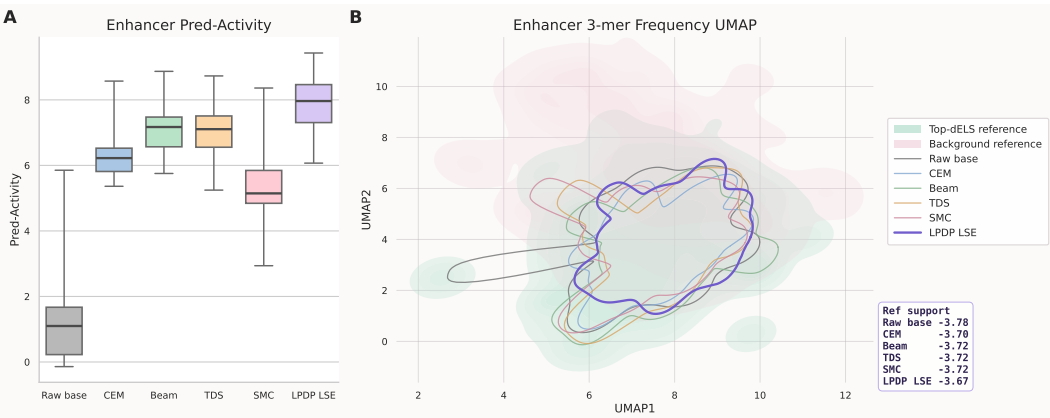 A
Enhancer Pred-Activity
Pred-Activity
8
6
4
2
0
Raw base
CEM
Beam
TDS
SMC
LPDP LSE
B
Enhancer 3-mer Frequency UMAP
UMAP2
10
8
6
4
2
0
2
4
6
8
10
12
UMAP1
Top-dELS reference
Background reference
Raw base
CEM
Beam
TDS
SMC
LPDP LSE
Ref support
Raw base -3.78
CEM -3.70
Beam -3.72
TDS -3.72
SMC -3.72
LPDP LSE -3.67